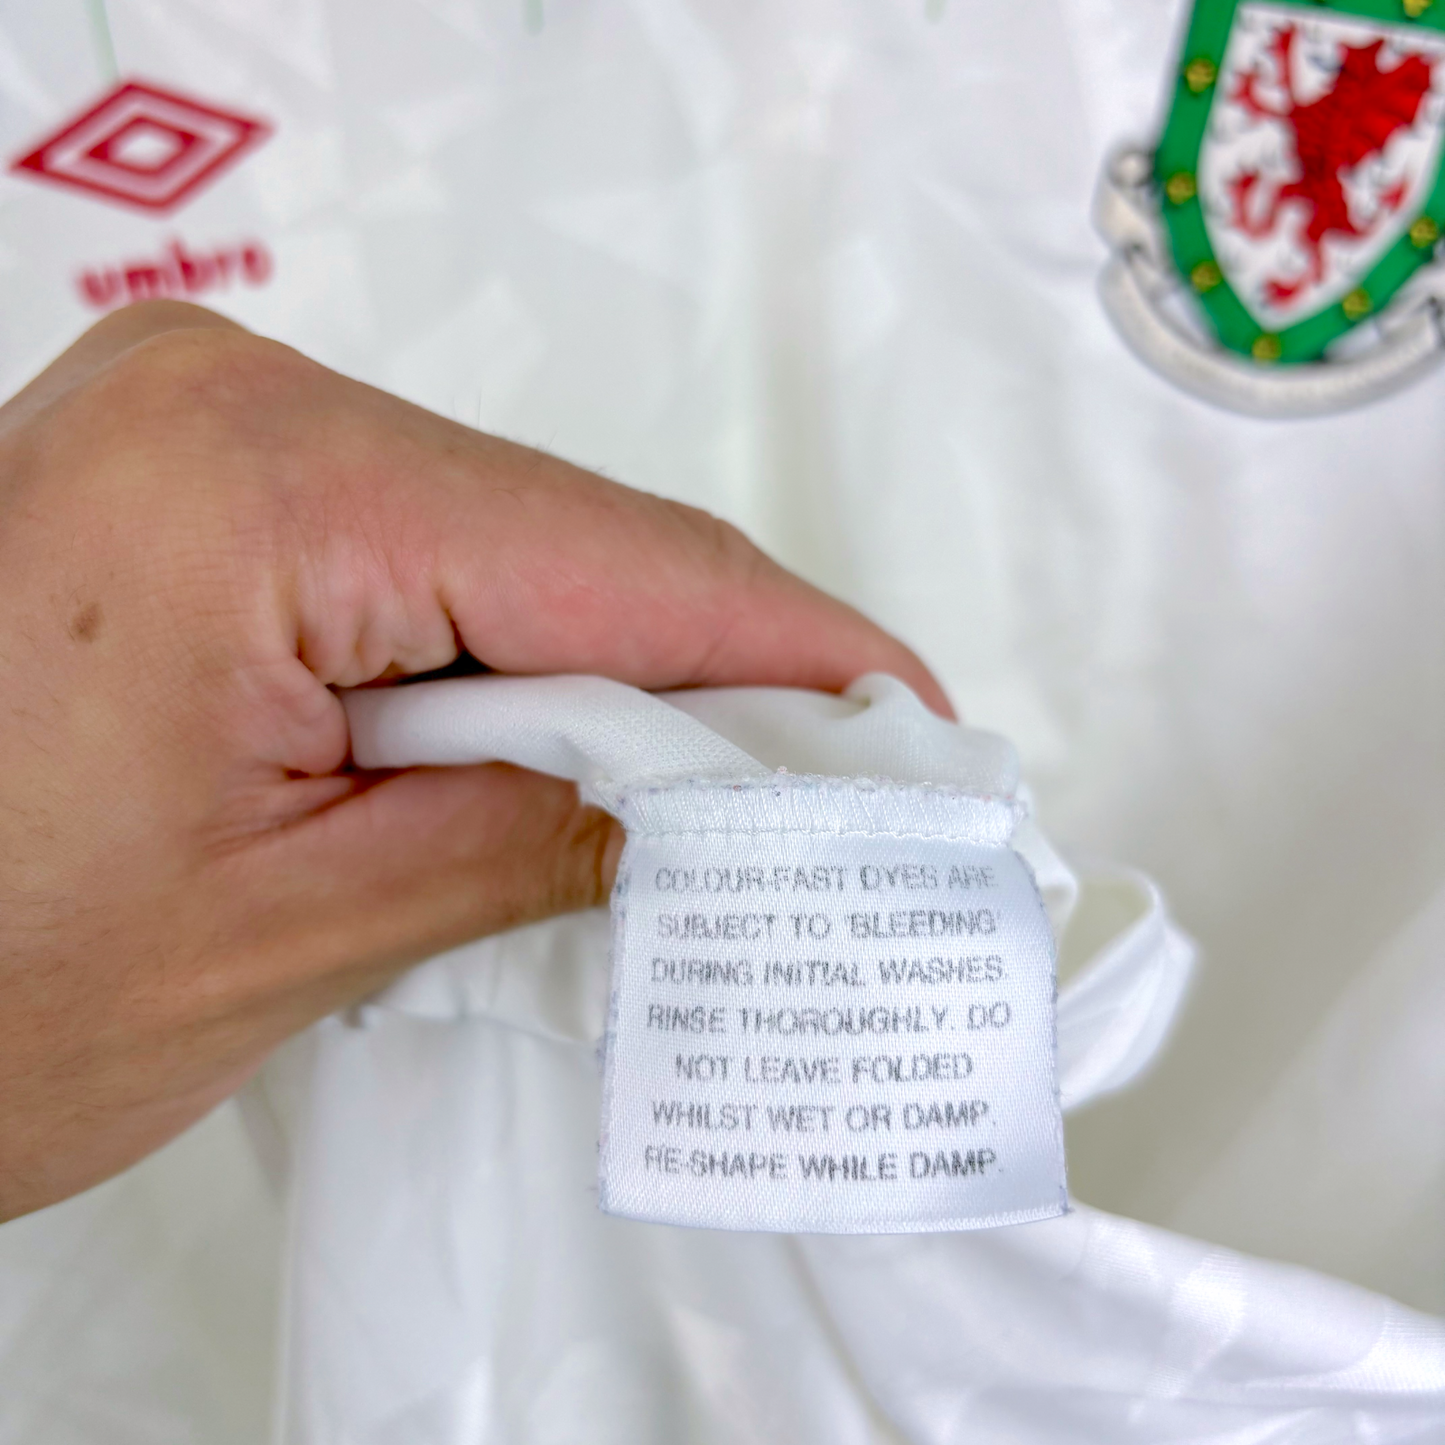 umbro
COLOUR-FAST DYES ARE
SUBJECT TO 'BLEEDING'
DURING INITIAL WASHES.
RINSE THOROUGHLY. DO
NOT LEAVE FOLDED
WHILST WET OR DAMP.
RE-SHAPE WHILE DAMP.